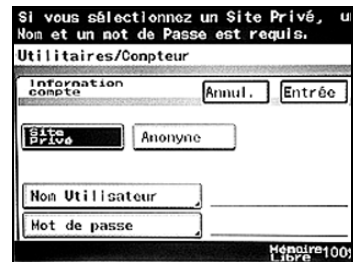 Si vous sélectionnez un Site Privé, u
Nom et un mot de Passe est requis.
Utilitaires/Compteur
Information
compte
Annul.
Entrée
Site
Privé
Anonyme
Nom Utilisateur
Mot de passe
Mémoire
Libre 100%